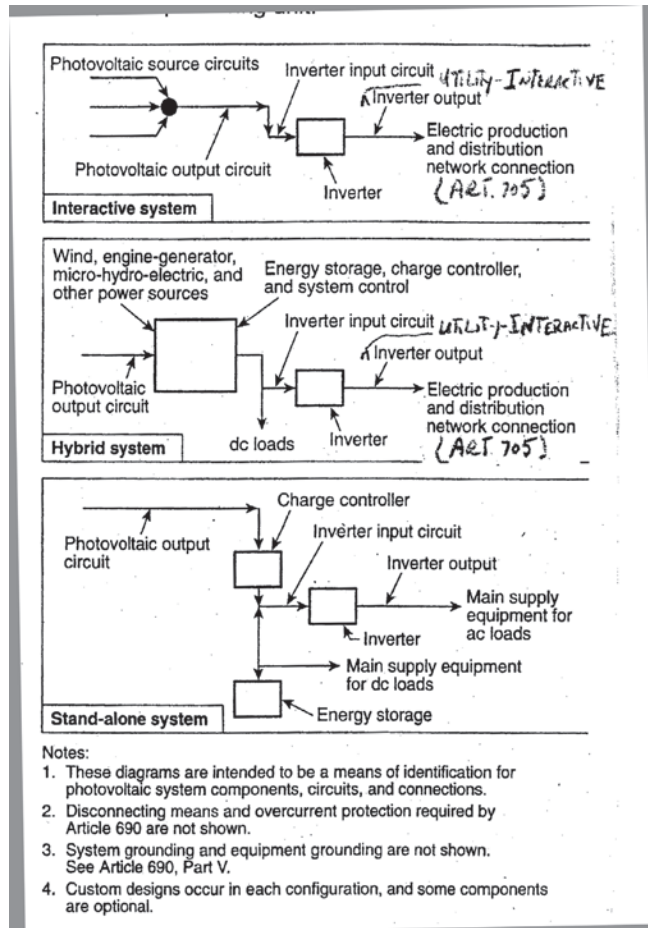 Photovoltaic source circuits
Inverter input circuit UTILITY-INTERACTIVE
Inverter output
Electric production
and distribution
network connection
(ART. 705)
Photovoltaic output circuit
Inverter
Interactive system
Wind, engine-generator,
micro-hydro-electric, and
other power sources
Energy storage, charge controller,
and system control
Inverter input circuit UTILITY-INTERACTIVE
Inverter output
Photovoltaic
output circuit
Electric production
and distribution
network connection
(ART. 705)
dc loads
Inverter
Hybrid system
Charge controller
Photovoltaic output
circuit
Inverter input circuit
Inverter output
Main supply
equipment for
ac loads
Inverter
Main supply equipment
for dc loads
Energy storage
Stand-alone system
Notes:
1. These diagrams are intended to be a means of identification for
photovoltaic system components, circuits, and connections.
2. Disconnecting means and overcurrent protection required by
Article 690 are not shown.
3. System grounding and equipment grounding are not shown.
See Article 690, Part V.
4. Custom designs occur in each configuration, and some components
are optional.